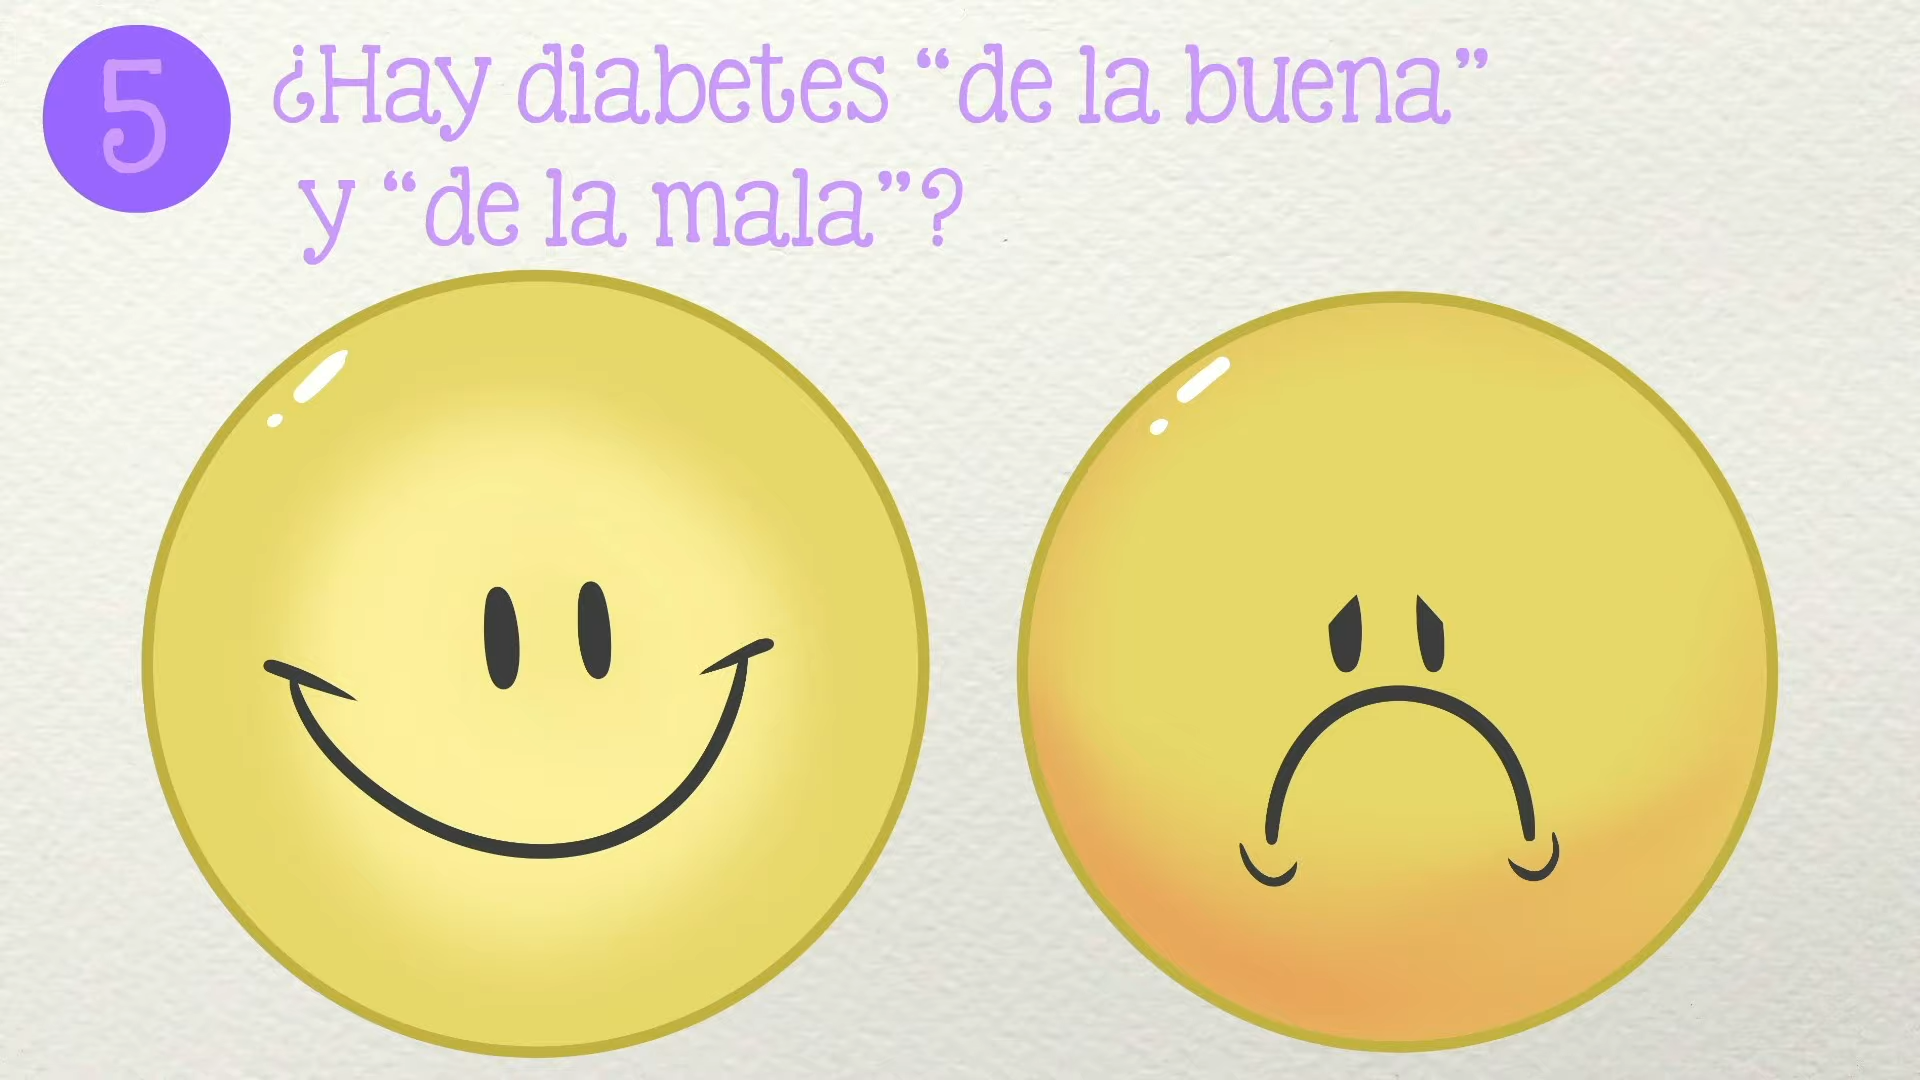 5
¿Hay diabetes “de la buena”
y “de la mala”?